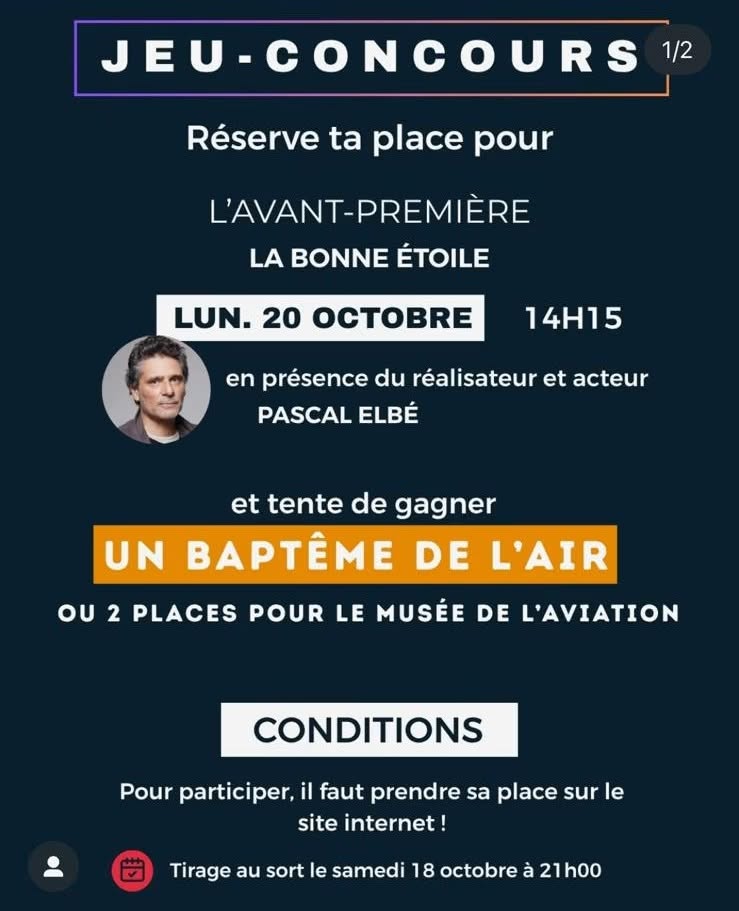 JEU-CONCOURS
1/2
Réserve ta place pour
L'AVANT-PREMIÈRE
LA BONNE ÉTOILE
LUN. 20 OCTOBRE 14H15
en présence du réalisateur et acteur
PASCAL ELBÉ
et tente de gagner
UN BAPTÊME DE L'AIR
OU 2 PLACES POUR LE MUSÉE DE L'AVIATION
CONDITIONS
Pour participer, il faut prendre sa place sur le
site internet !
Tirage au sort le samedi 18 octobre à 21h00